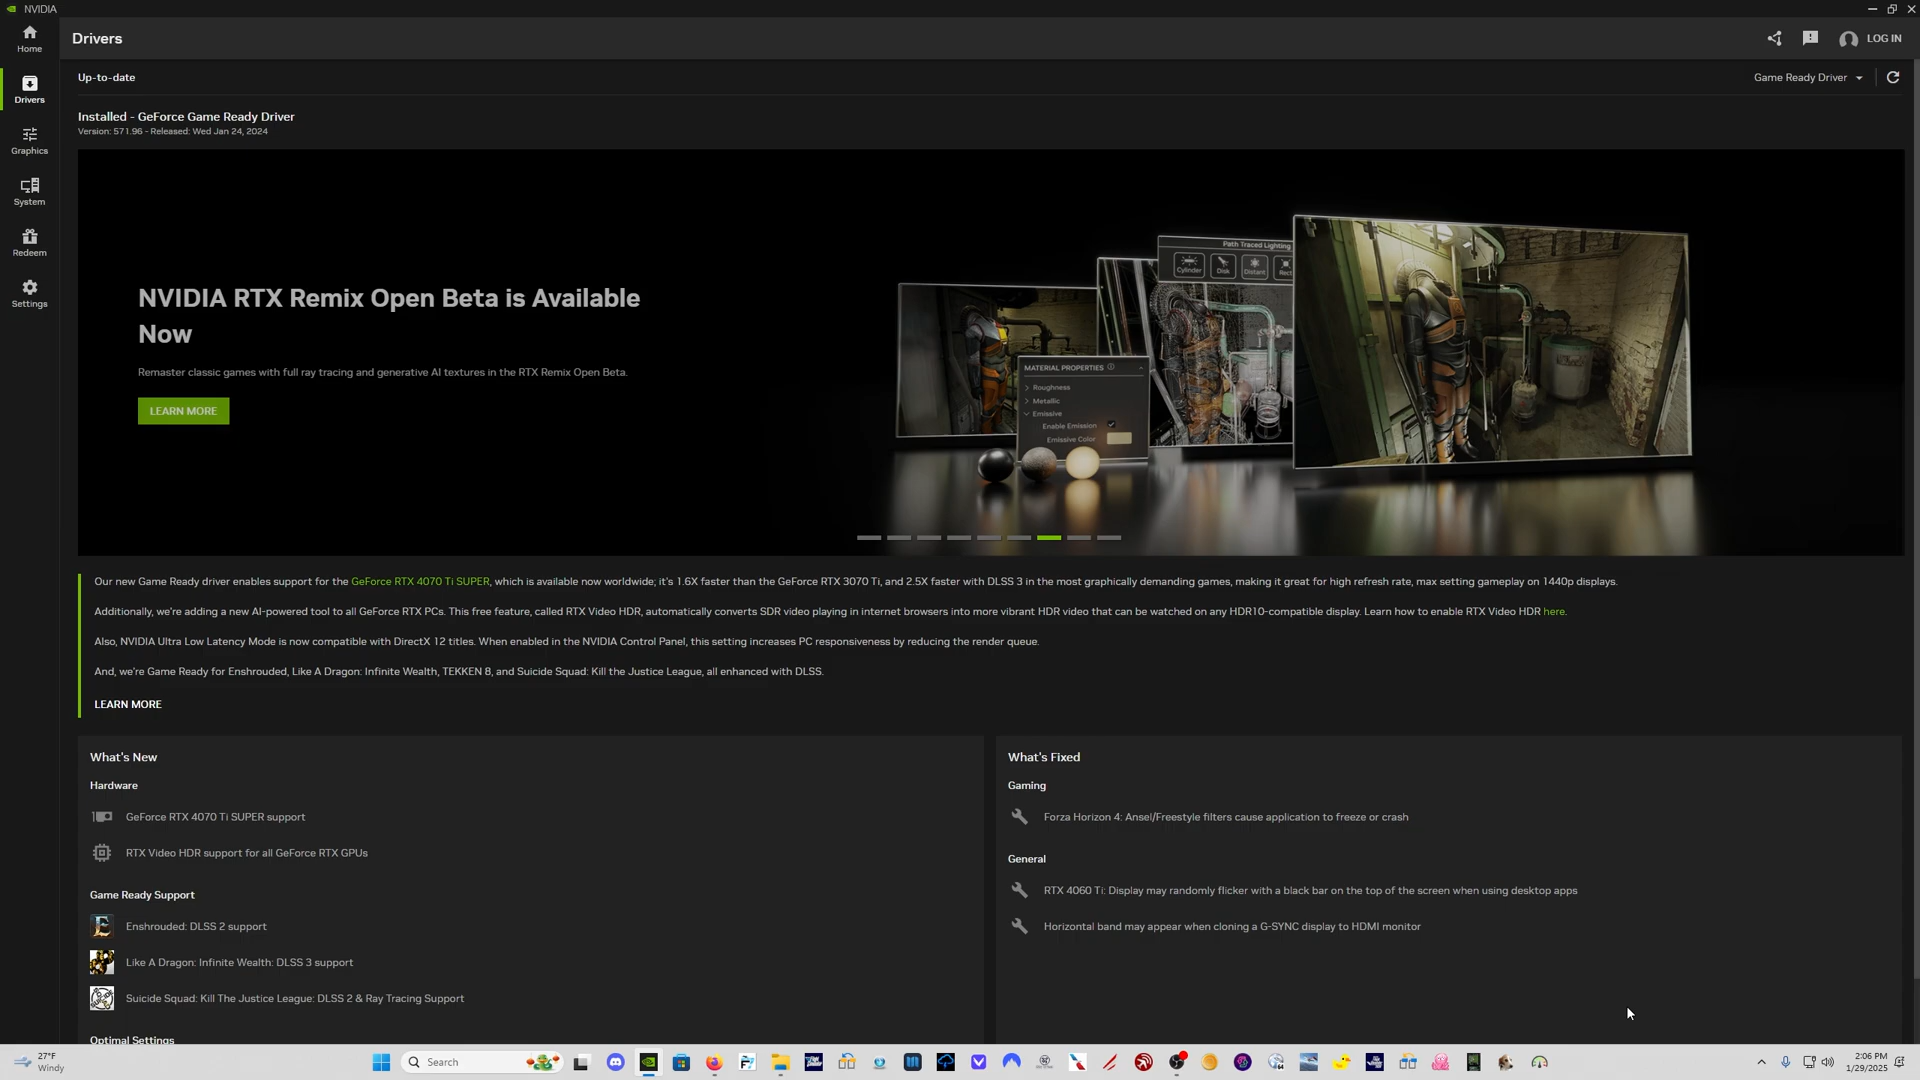 NVIDIA
Home
Drivers
LOG IN
Drivers
Graphics
System
Redeem
Settings
Up-to-date
Game Ready Driver
Installed - GeForce Game Ready Driver
Version: 571.96 - Released: Wed Jan 24, 2024
NVIDIA RTX Remix Open Beta is Available
Now
Remaster classic games with full ray tracing and generative AI textures in the RTX Remix Open Beta.
LEARN MORE
Path Traced Lighting
Cylinder
Disk
Distant
Rect
MATERIAL PROPERTIES
Roughness
Metallic
Emissive
Enable Emission
Emissive Color
Our new Game Ready driver enables support for the GeForce RTX 4070 Ti SUPER, which is available now worldwide; it's 1.6X faster than the GeForce RTX 3070 Ti, and 2.5X faster with DLSS 3 in the most graphically demanding games, making it great for high refresh rate, max setting gameplay on 1440p displays.
Additionally, we're adding a new AI-powered tool to all GeForce RTX PCs. This free feature, called RTX Video HDR, automatically converts SDR video playing in internet browsers into more vibrant HDR video that can be watched on any HDR10-compatible display. Learn how to enable RTX Video HDR here.
Also, NVIDIA Ultra Low Latency Mode is now compatible with DirectX 12 titles. When enabled in the NVIDIA Control Panel, this setting increases PC responsiveness by reducing the render queue.
And, we're Game Ready for Enshrouded, Like A Dragon: Infinite Wealth, TEKKEN 8, and Suicide Squad: Kill the Justice League, all enhanced with DLSS.
LEARN MORE
What's New
Hardware
GeForce RTX 4070 Ti SUPER support
RTX Video HDR support for all GeForce RTX GPUs
Game Ready Support
Enshrouded: DLSS 2 support
Like A Dragon: Infinite Wealth: DLSS 3 support
Suicide Squad: Kill The Justice League: DLSS 2 & Ray Tracing Support
Optimal Settings
What's Fixed
Gaming
Forza Horizon 4: Ansel/Freestyle filters cause application to freeze or crash
General
RTX 4060 Ti: Display may randomly flicker with a black bar on the top of the screen when using desktop apps
Horizontal band may appear when cloning a G-SYNC display to HDMI monitor
27°F
Windy
Search
2:06 PM
1/29/2025